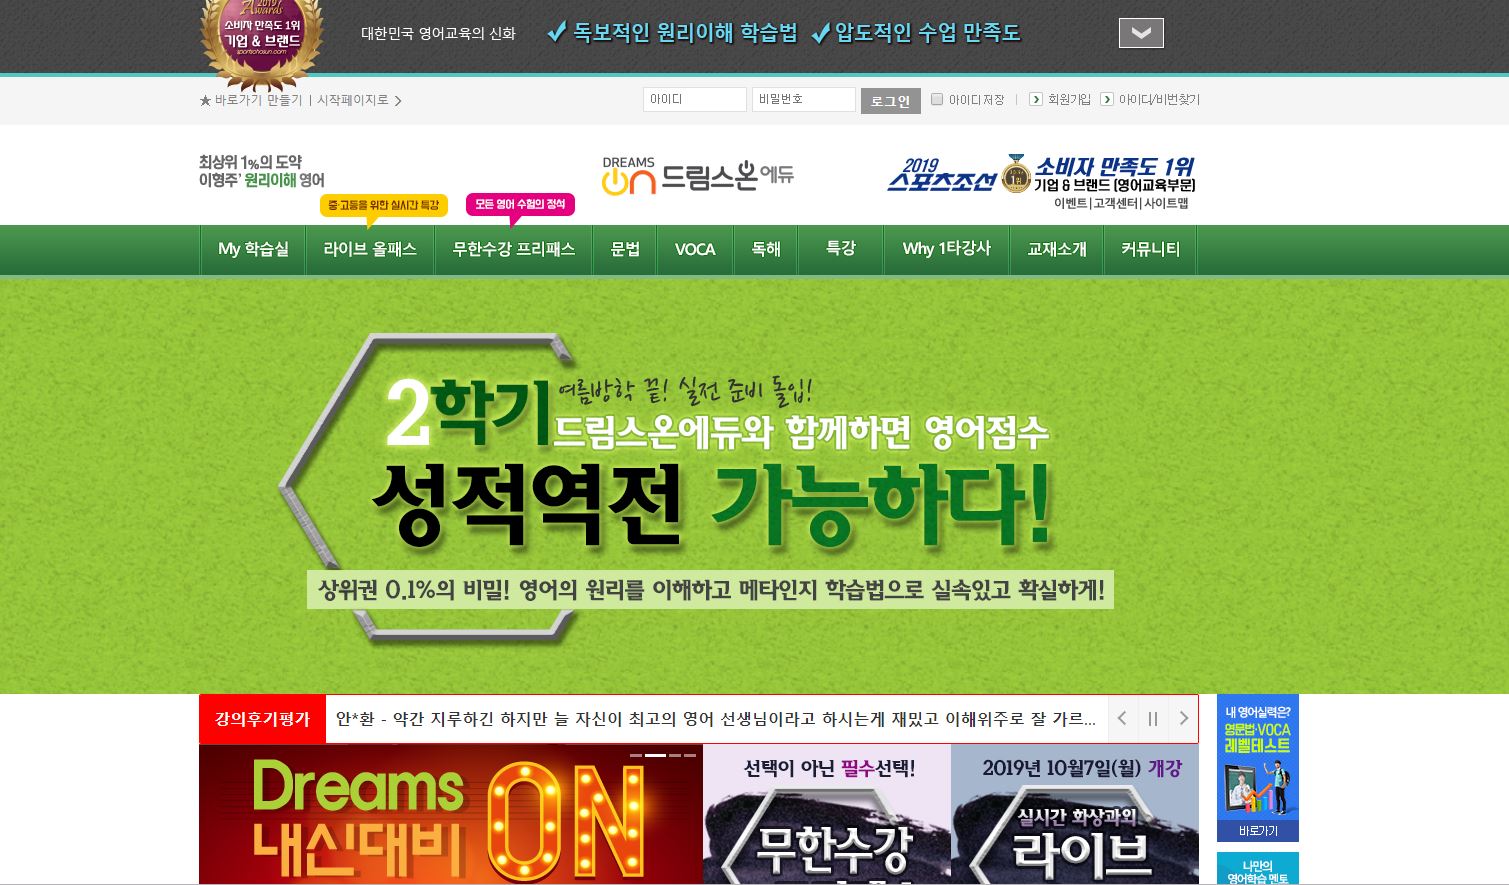 Awards
소비자 만족도 1위
기업 & 브랜드
sportschosun.com
대한민국 영어교육의 신화
독보적인 원리이해 학습법 압도적인 수업 만족도
바로가기 만들기 | 시작페이지로
아이디 비밀번호 로그인 아이디저장 | 회원가입 아이디/비번찾기
최상위 1%의 도약
이형주' 원리이해 영어
DREAMS
On 드림스온에듀
2019
스포츠조선
1위
소비자 만족도 1위
기업 & 브랜드 (영어교육부문)
이벤트 | 고객센터 | 사이트맵
중·고등을 위한 실시간 특강
모든 영어 수험의 정석
My 학습실 라이브 올패스 무한수강 프리패스 문법 VOCA 독해 특강 Why 1타강사 교재소개 커뮤니티
2학기 여름방학 끝! 실전 준비 돌입!
드림스온에듀와 함께하면 영어점수
성적역전 가능하다!
상위권 0.1%의 비밀! 영어의 원리를 이해하고 메타인지 학습법으로 실속있고 확실하게!
강의후기평가 안*환 - 약간 지루하긴 하지만 늘 자신이 최고의 영어 선생님이라고 하시는게 재밌고 이해위주로 잘 가르...
Dreams
내신대비
ON
선택이 아닌 필수선택!
무한수강
2019년 10월7일(월) 개강
실시간 화상과외
라이브
내 영어실력은?
영문법·VOCA
레벨테스트
바로가기
나만의
영어학습 멘토